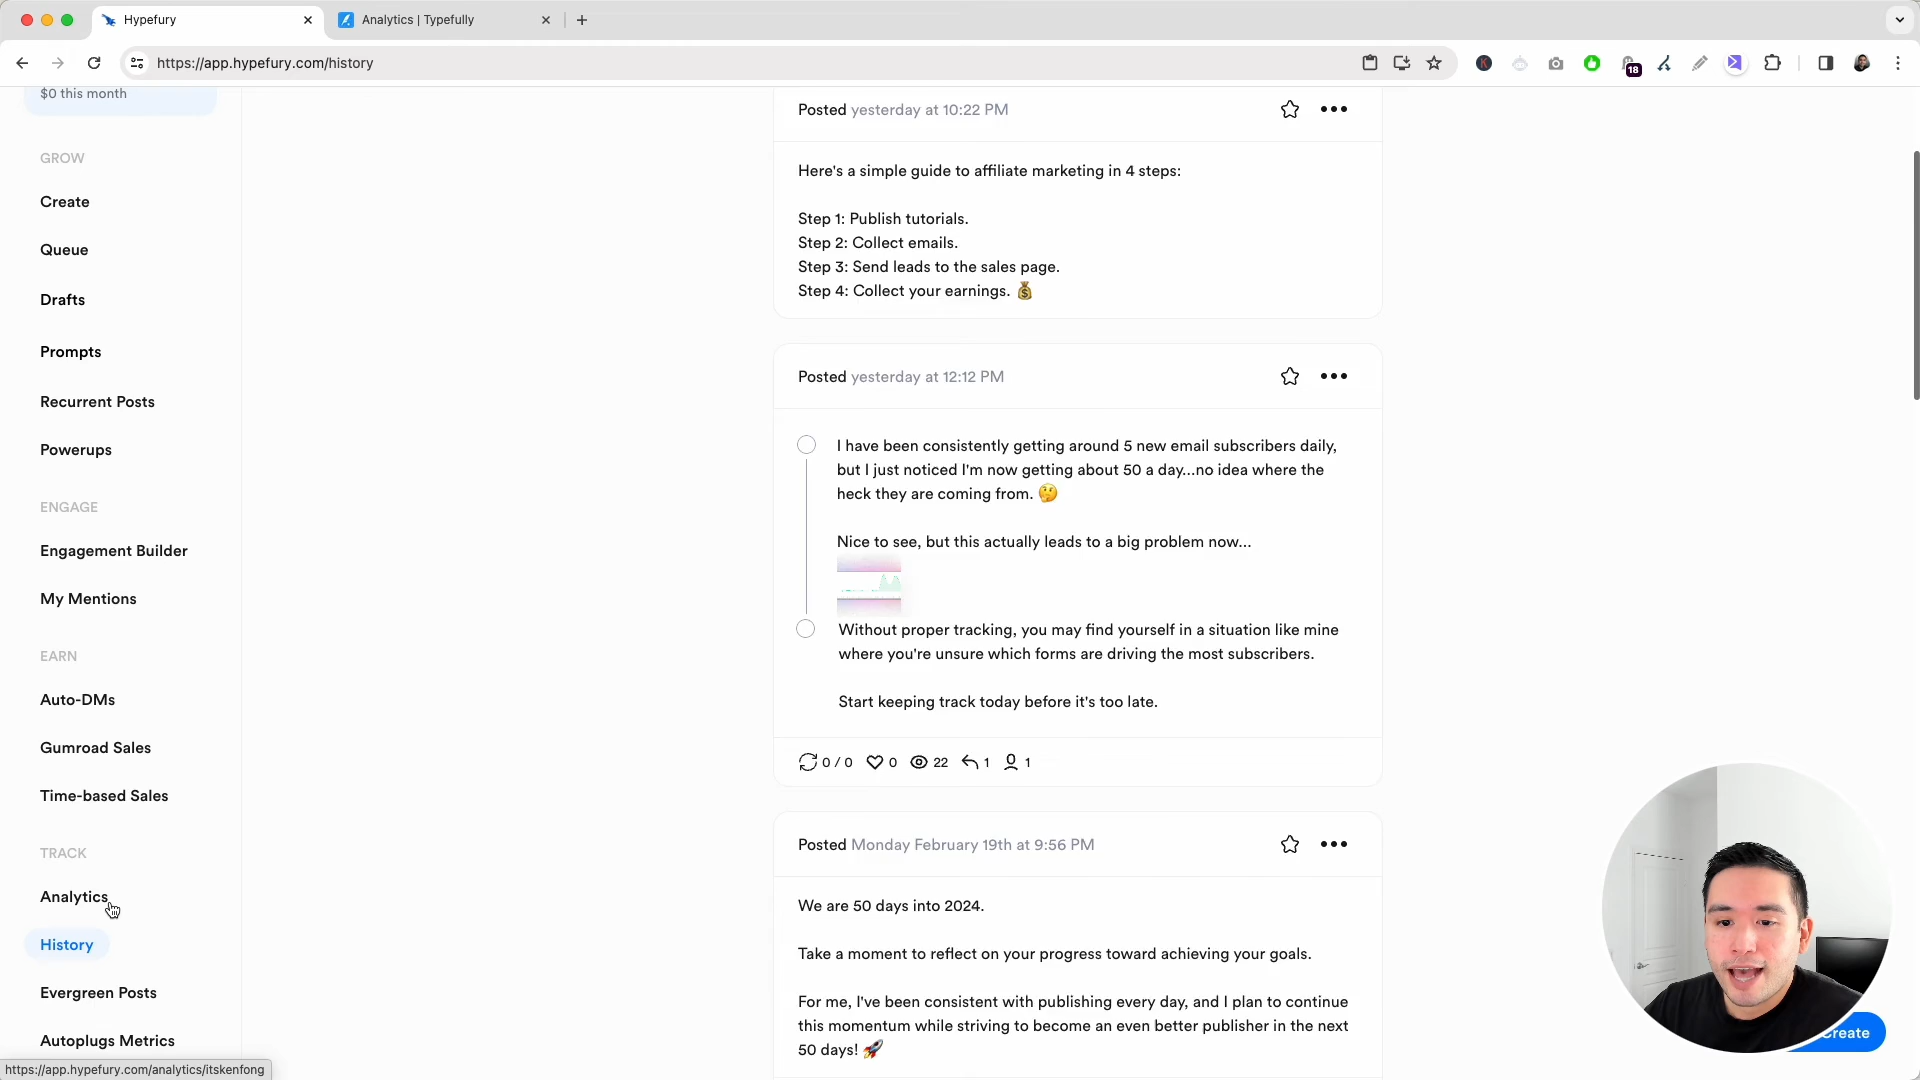 Hypefury
Analytics | Typefully
https://app.hypefury.com/history
18
$0 this month
GROW
Create
Queue
Drafts
Prompts
Recurrent Posts
Powerups
ENGAGE
Engagement Builder
My Mentions
EARN
Auto-DMs
Gumroad Sales
Time-based Sales
TRACK
Analytics
History
Evergreen Posts
Autoplugs Metrics
https://app.hypefury.com/analytics/itskenfong
Posted yesterday at 10:22 PM
Here's a simple guide to affiliate marketing in 4 steps:
Step 1: Publish tutorials.
Step 2: Collect emails.
Step 3: Send leads to the sales page.
Step 4: Collect your earnings. 💰
Posted yesterday at 12:12 PM
I have been consistently getting around 5 new email subscribers daily,
but I just noticed I'm now getting about 50 a day...no idea where the
heck they are coming from. 🤔
Nice to see, but this actually leads to a big problem now...
Without proper tracking, you may find yourself in a situation like mine
where you're unsure which forms are driving the most subscribers.
Start keeping track today before it's too late.
0 / 0 0 22 1 1
Posted Monday February 19th at 9:56 PM
We are 50 days into 2024.
Take a moment to reflect on your progress toward achieving your goals.
For me, I've been consistent with publishing every day, and I plan to continue
this momentum while striving to become an even better publisher in the next
50 days! 🚀
Create